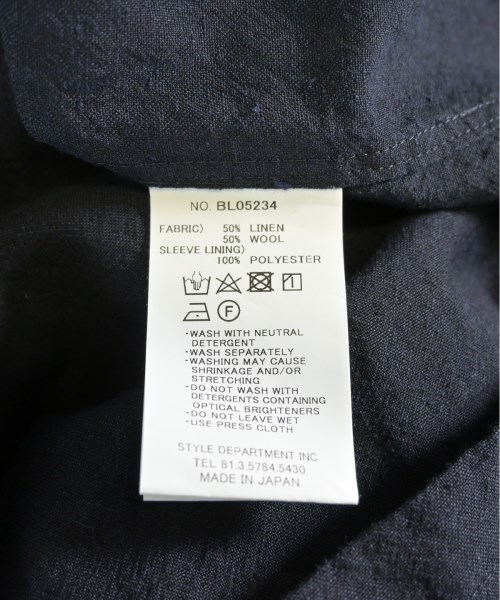 NO. BL05234
FABRIC) 50% LINEN
50% WOOL
SLEEVE LINING)
100% POLYESTER
F
·WASH WITH NEUTRAL
DETERGENT
·WASH SEPARATELY
·WASHING MAY CAUSE
SHRINKAGE AND/OR
STRETCHING
·DO NOT WASH WITH
DETERGENTS CONTAINING
OPTICAL BRIGHTENERS
·DO NOT LEAVE WET
·USE PRESS CLOTH
STYLE DEPARTMENT INC
TEL 81.3.5784.5430
MADE IN JAPAN